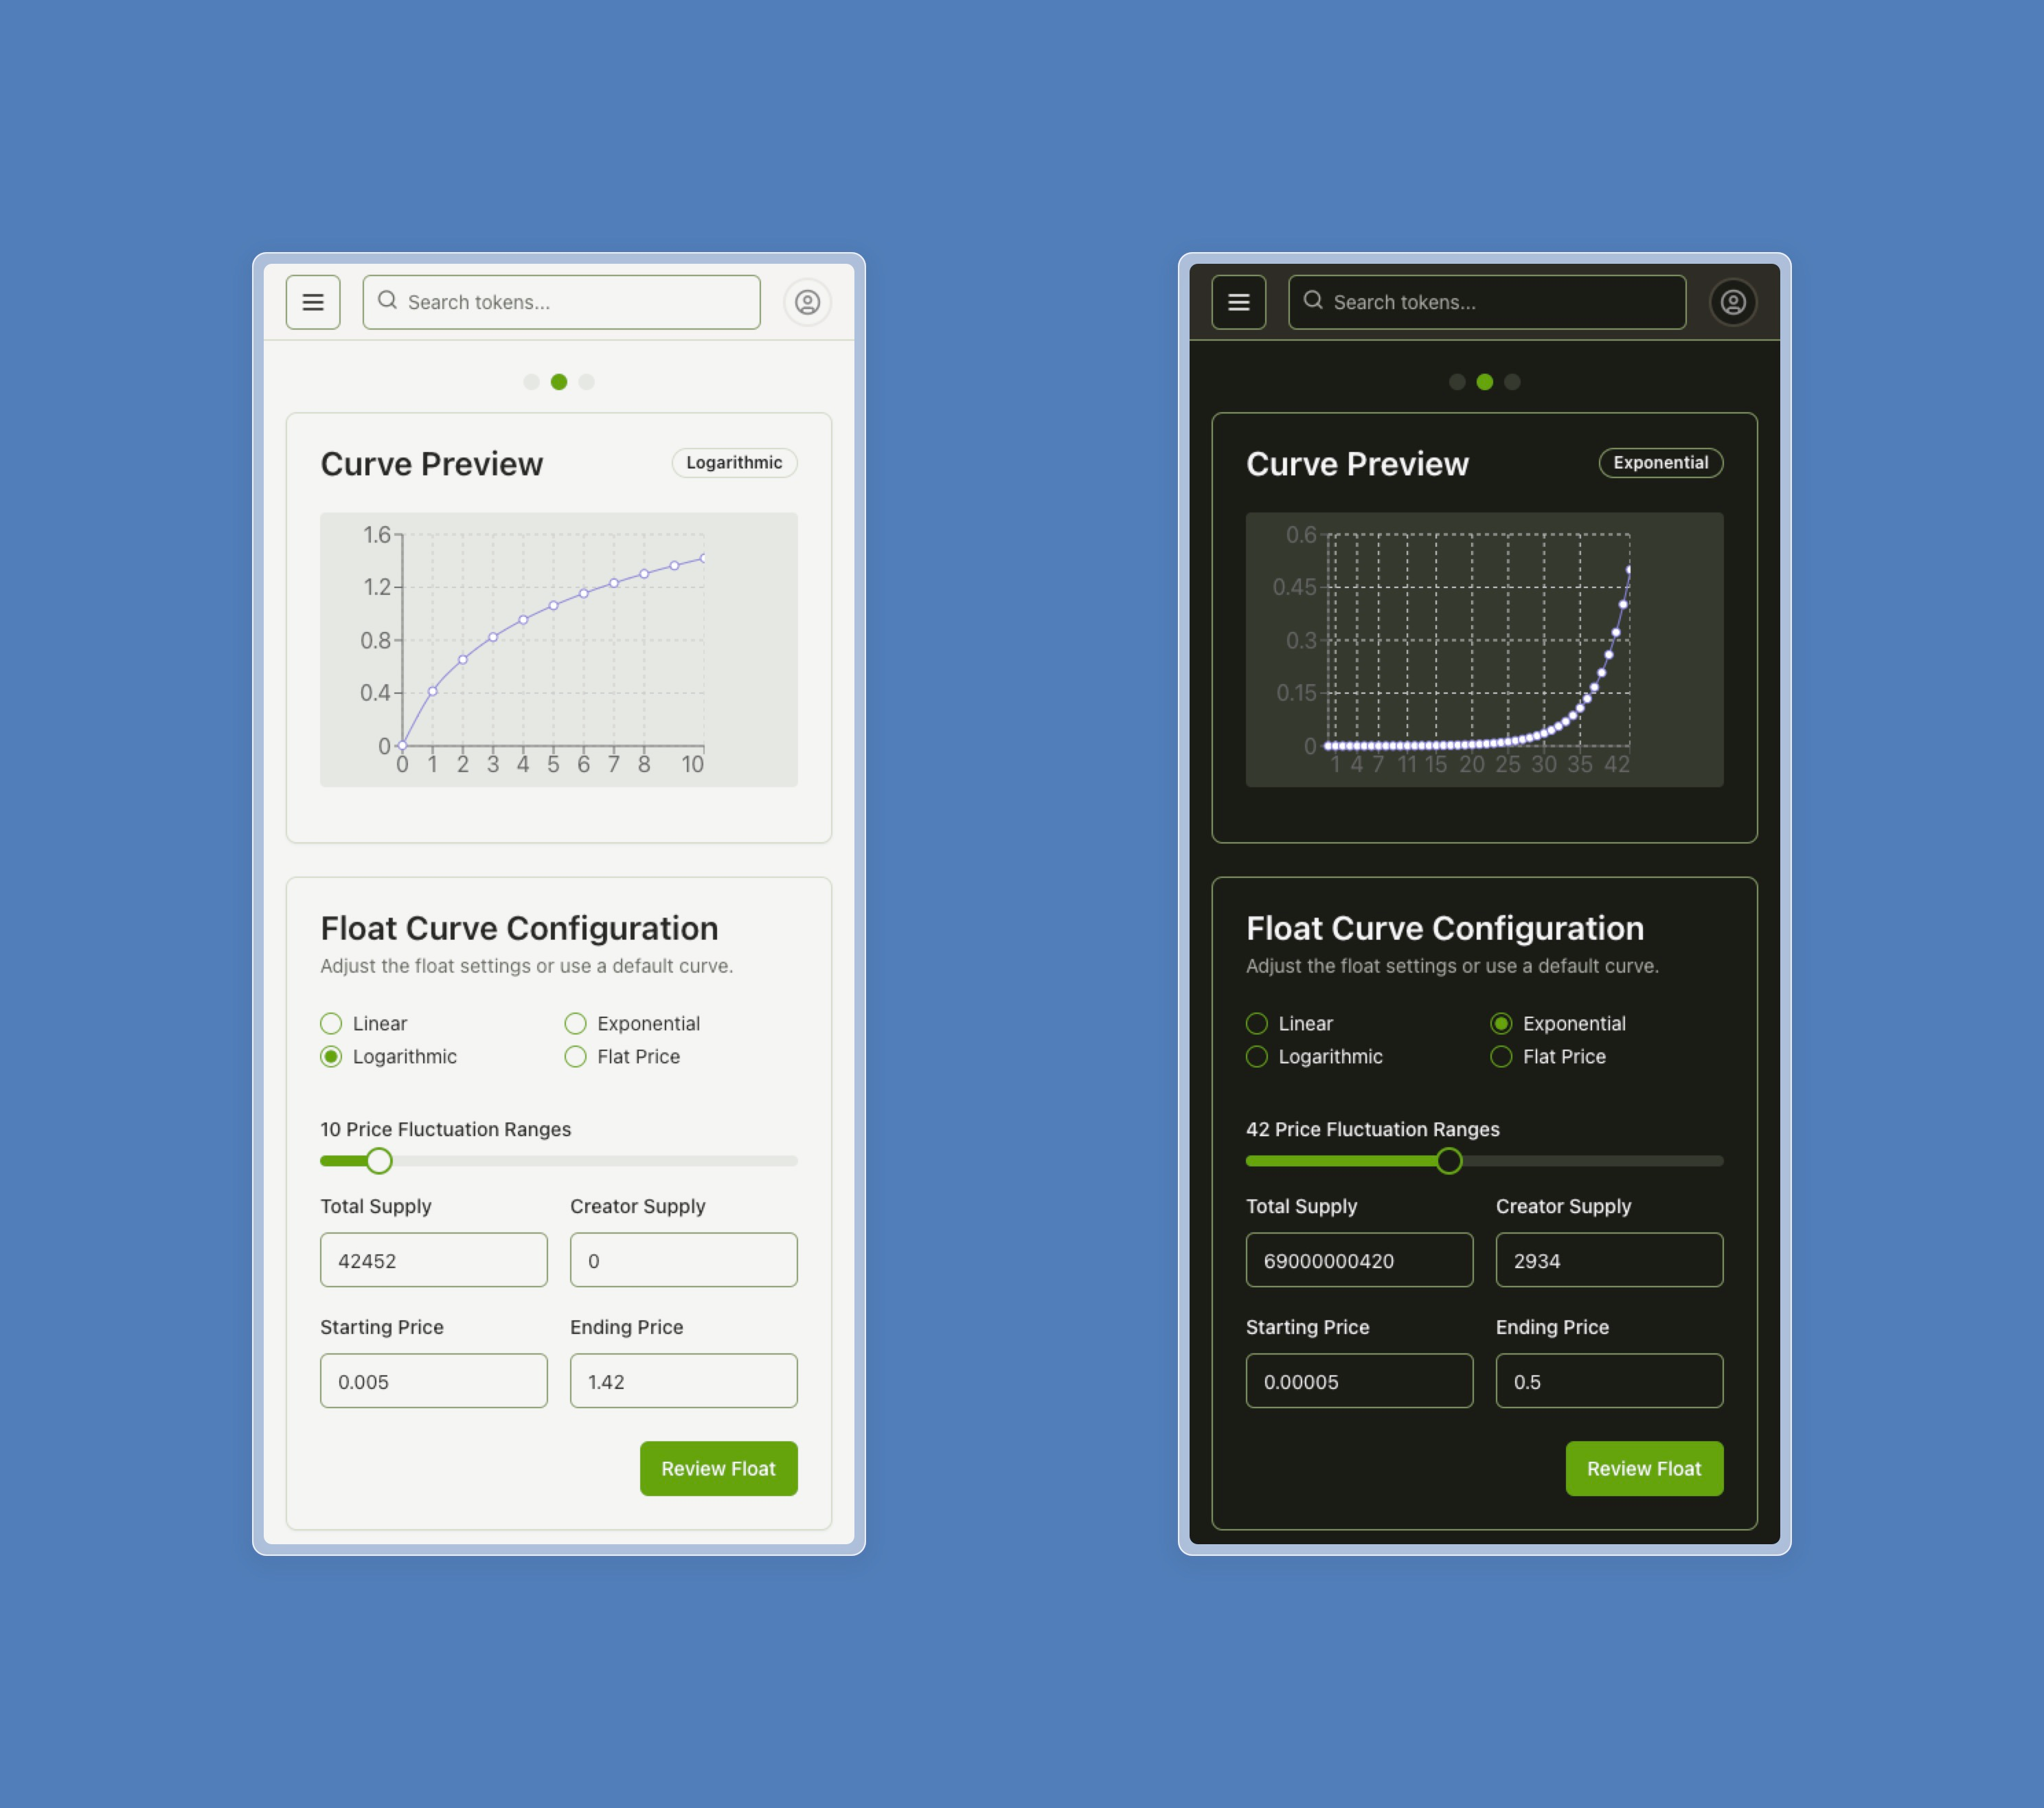 Search tokens...
Curve Preview
Logarithmic
1.6
1.2
0.8
0.4
0
0 1 2 3 4 5 6 7 8 10
Float Curve Configuration
Adjust the float settings or use a default curve.
Linear Exponential
Logarithmic Flat Price
10 Price Fluctuation Ranges
Total Supply Creator Supply
42452 0
Starting Price Ending Price
0.005 1.42
Review Float
Search tokens...
Curve Preview
Exponential
0.6
0.45
0.3
0.15
0
1 4 7 11 15 20 25 30 35 42
Float Curve Configuration
Adjust the float settings or use a default curve.
Linear Exponential
Logarithmic Flat Price
42 Price Fluctuation Ranges
Total Supply Creator Supply
69000000420 2934
Starting Price Ending Price
0.00005 0.5
Review Float